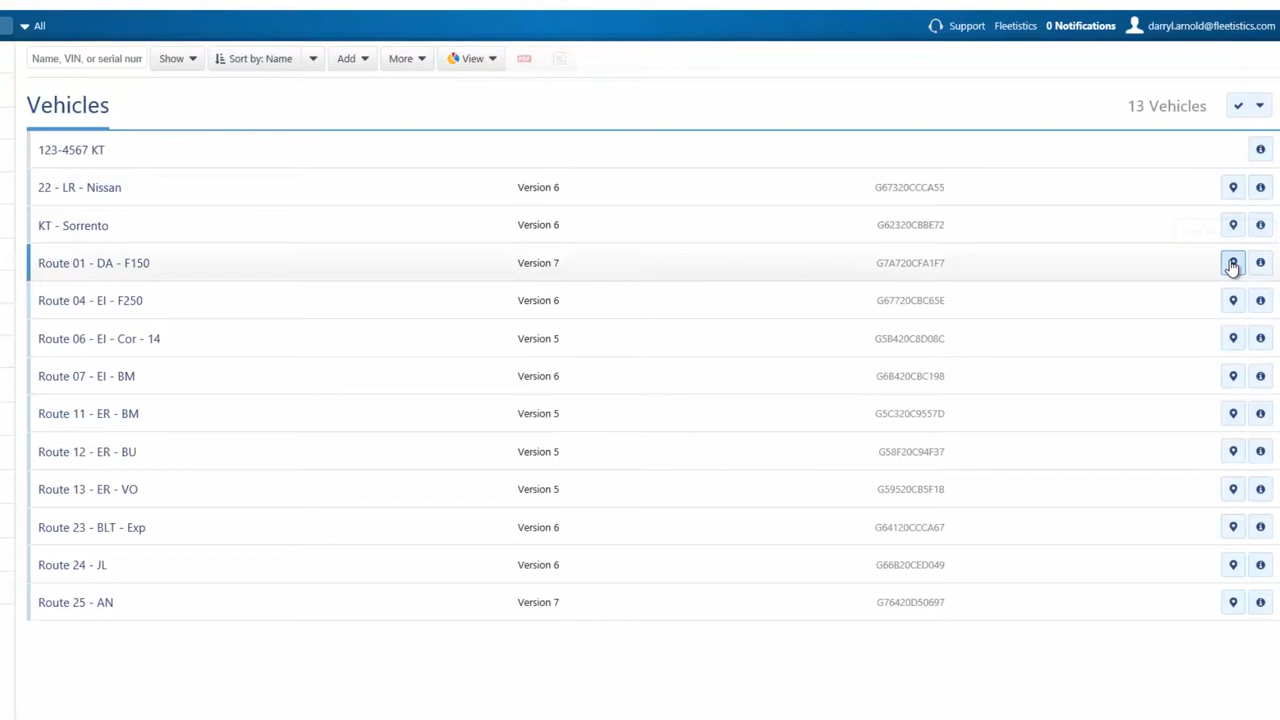 All
Support Fleetistics 0 Notifications darryl.arnold@fleetistics.com
Name, VIN, or serial num Show Sort by: Name Add More View PDF
Vehicles 13 Vehicles
123-4567 KT
22 - LR - Nissan Version 6 G67320CCCA55
KT - Sorrento Version 6 G62320CBBE72
Route 01 - DA - F150 Version 7 G7A720CFA1F7
Route 04 - EI - F250 Version 6 G67720CBC65E
Route 06 - EI - Cor - 14 Version 5 G5B420C8D08C
Route 07 - EI - BM Version 6 G6B420CBC198
Route 11 - ER - BM Version 5 G5C320C9557D
Route 12 - ER - BU Version 5 G58F20C94F37
Route 13 - ER - VO Version 5 G59520CB5F1B
Route 23 - BLT - Exp Version 6 G64120CCCA67
Route 24 - JL Version 6 G66B20CED049
Route 25 - AN Version 7 G76420D50697